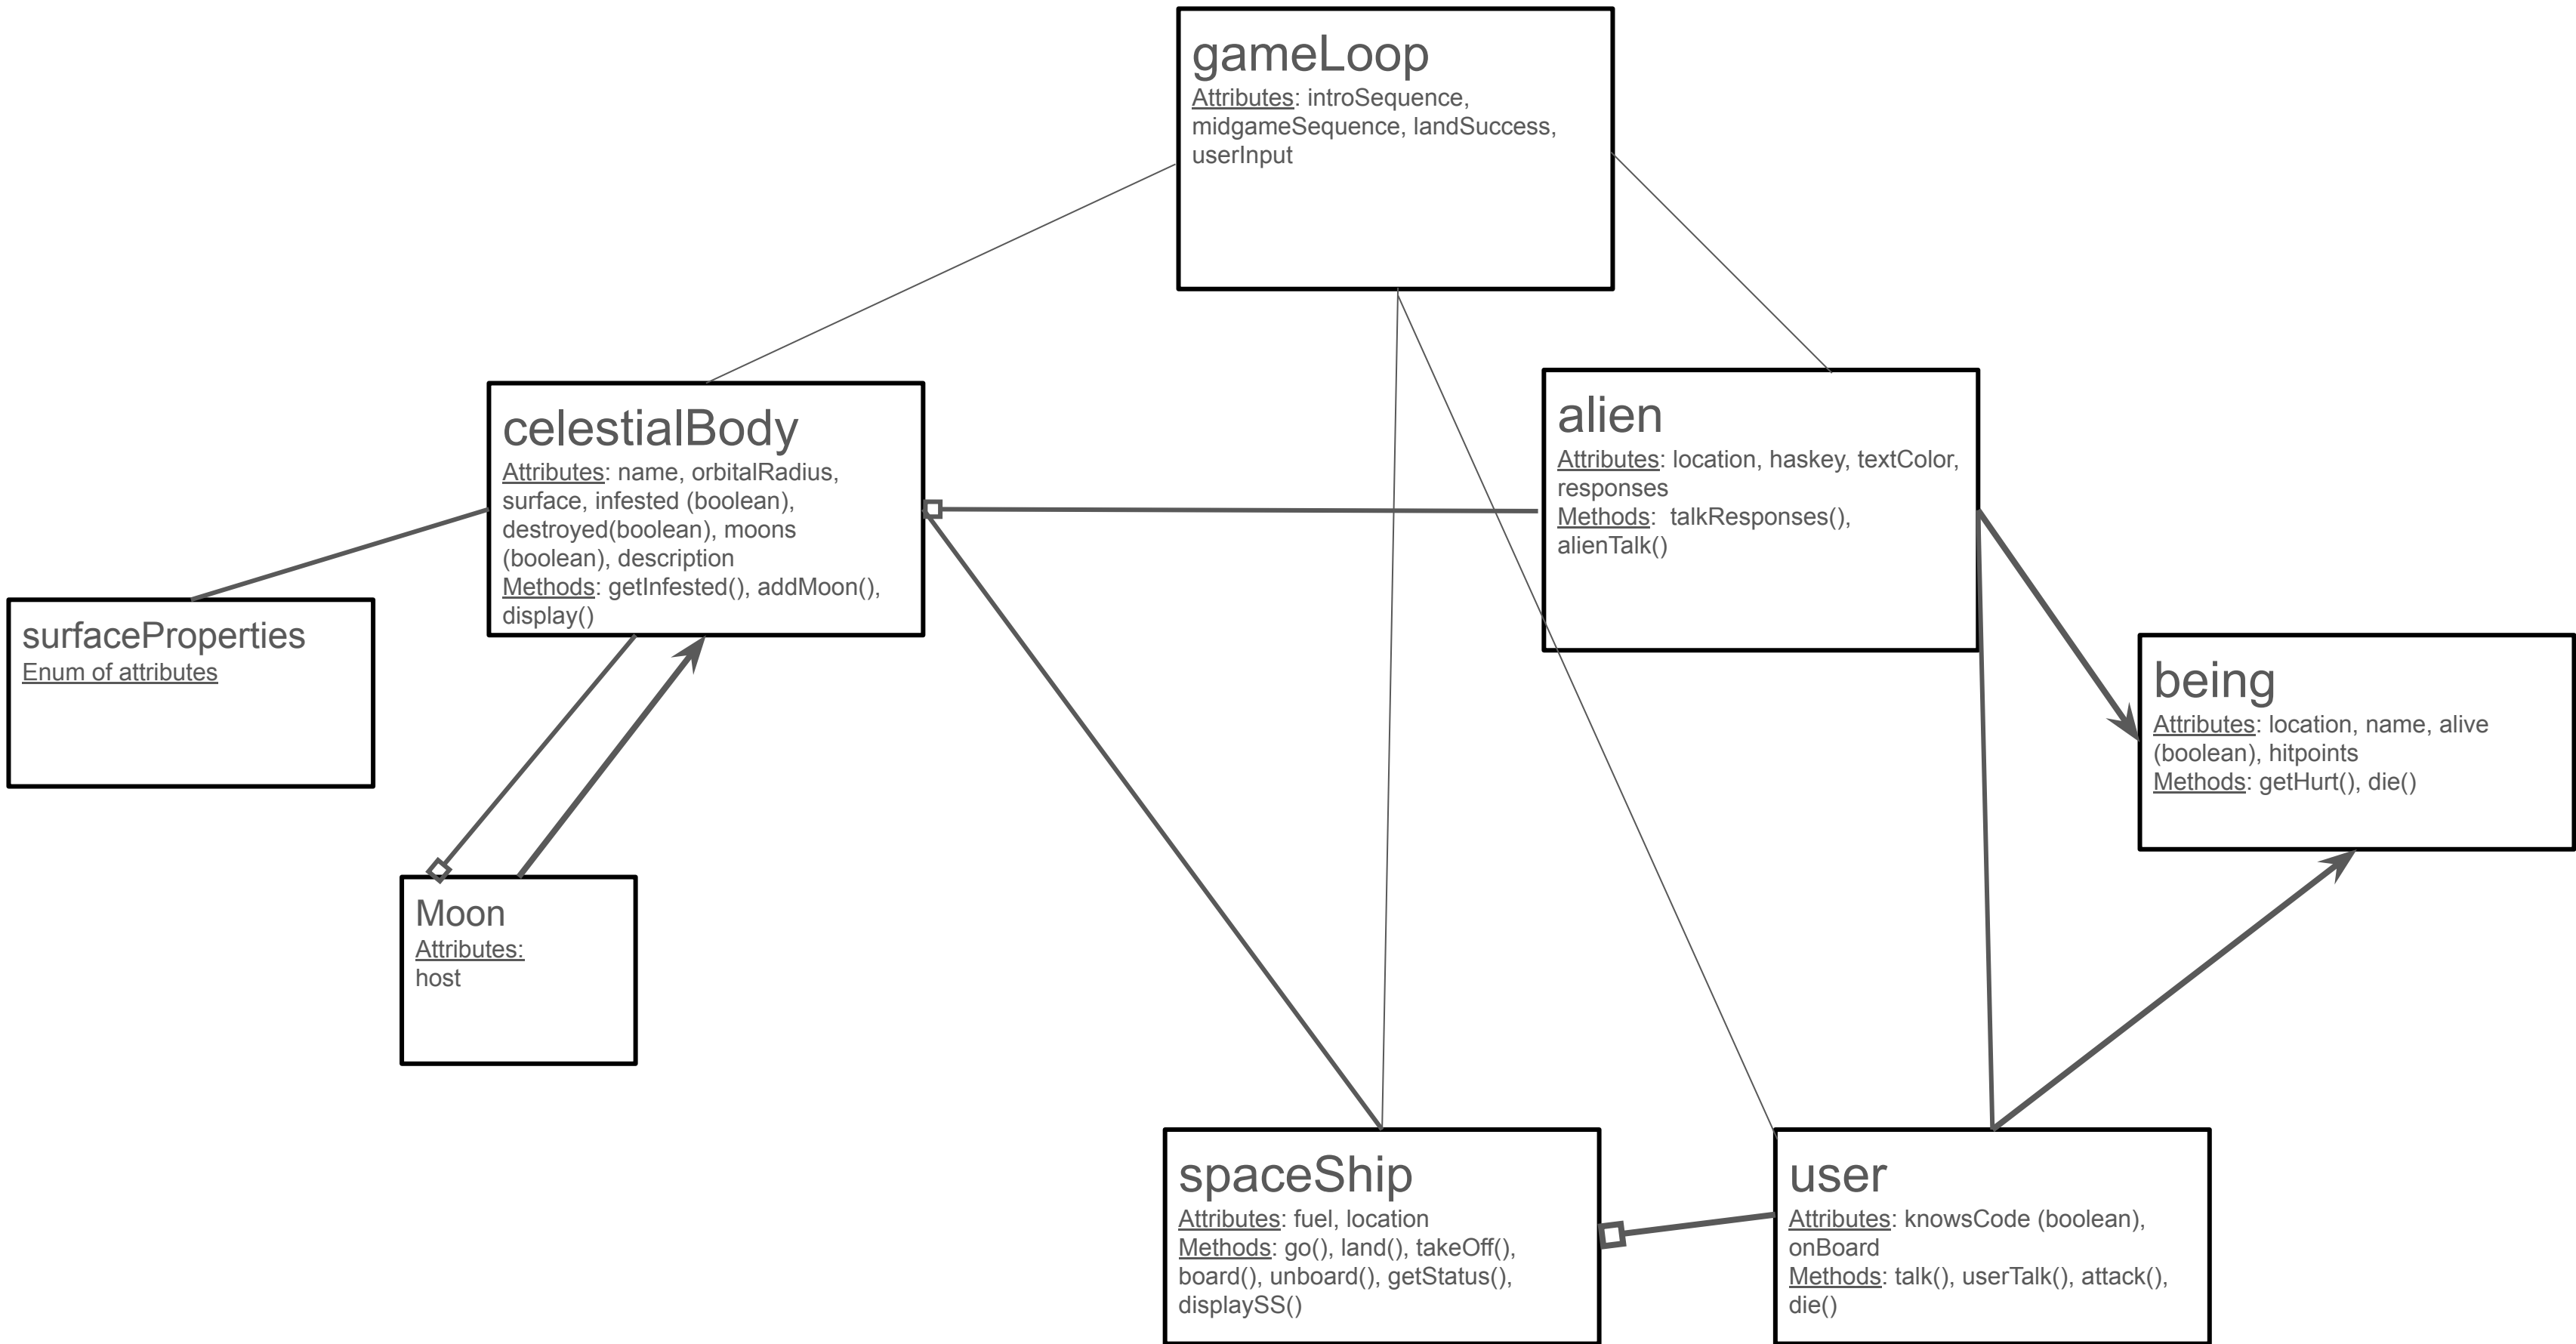 gameLoop
Attributes: introSequence,
midgameSequence, landSuccess,
userInput
celestialBody
Attributes: name, orbitalRadius,
surface, infested (boolean),
destroyed(boolean), moons
(boolean), description
Methods: getInfested(), addMoon(),
display()
alien
Attributes: location, haskey, textColor,
responses
Methods:  talkResponses(),
alienTalk()
surfaceProperties
Enum of attributes
being
Attributes: location, name, alive
(boolean), hitpoints
Methods: getHurt(), die()
Moon
Attributes:
host
spaceShip
Attributes: fuel, location
Methods: go(), land(), takeOff(),
board(), unboard(), getStatus(),
displaySS()
user
Attributes: knowsCode (boolean),
onBoard
Methods: talk(), userTalk(), attack(),
die()